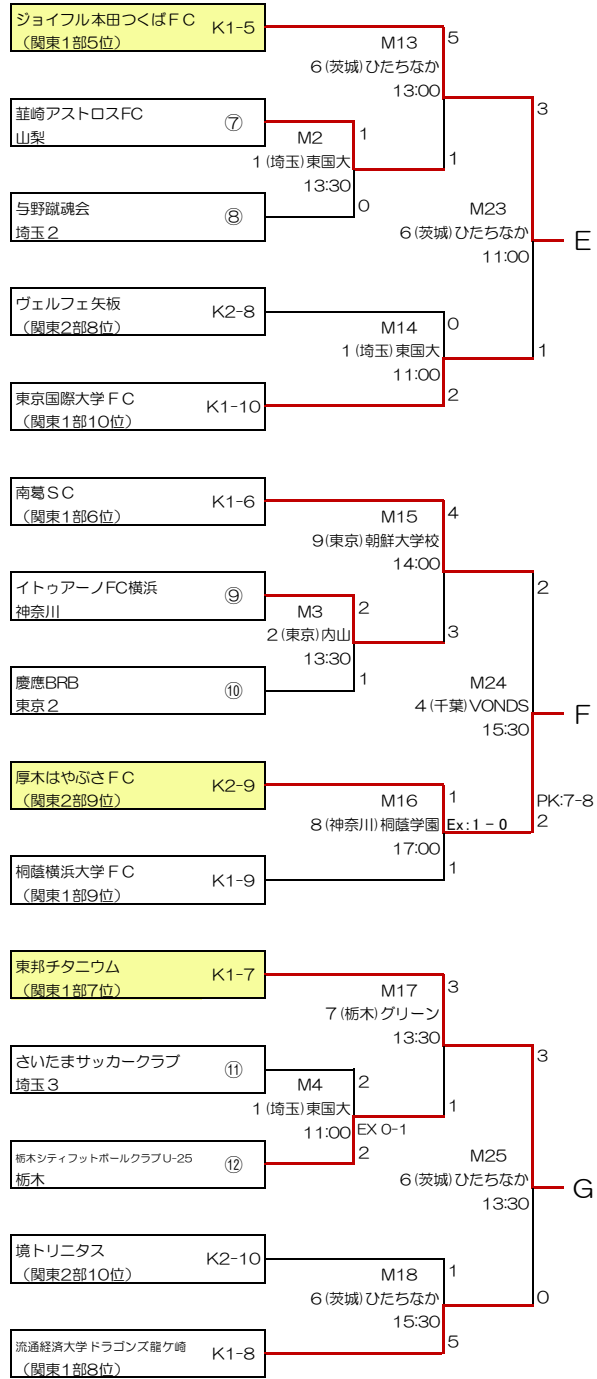 ジョイフル本田つくばＦＣ K1-5
（関東1部5位）
M13 5
6(茨城)ひたちなか
13:00
3
韮崎アストロスFC ⑦
山梨
M2 1
1(埼玉)東国大 1
13:30
0
与野蹴魂会 ⑧
埼玉２
M23
6(茨城)ひたちなか
11:00
E
ヴェルフェ矢板 K2-8
（関東2部8位）
M14 0
1(埼玉)東国大 1
11:00
2
東京国際大学ＦＣ K1-10
（関東1部10位）
南葛ＳＣ K1-6
（関東1部6位）
M15 4
9(東京)朝鮮大学校
14:00
2
イトゥアーノFC横浜 ⑨
神奈川
M3 2
2(東京)内山 3
13:30
1
慶應BRB ⑩
東京２
M24
4(千葉)VONDS
15:30
F
厚木はやぶさＦＣ K2-9
（関東2部9位）
M16 1 PK:7-8
8(神奈川)桐蔭学園 Ex:1-0 2
17:00
1
桐蔭横浜大学ＦＣ K1-9
（関東1部9位）
東邦チタニウム K1-7
（関東1部7位）
M17 3
7(栃木)グリーン
13:30
3
さいたまサッカークラブ ⑪
埼玉３
M4 2
1(埼玉)東国大 1
11:00 EX 0-1
2
栃木シティフットボールクラブU-25 ⑫
栃木
M25
6(茨城)ひたちなか
13:30
G
境トリニタス K2-10
（関東2部10位）
M18 1
6(茨城)ひたちなか 0
15:30
5
流通経済大学ドラゴンズ龍ケ崎 K1-8
（関東1部8位）